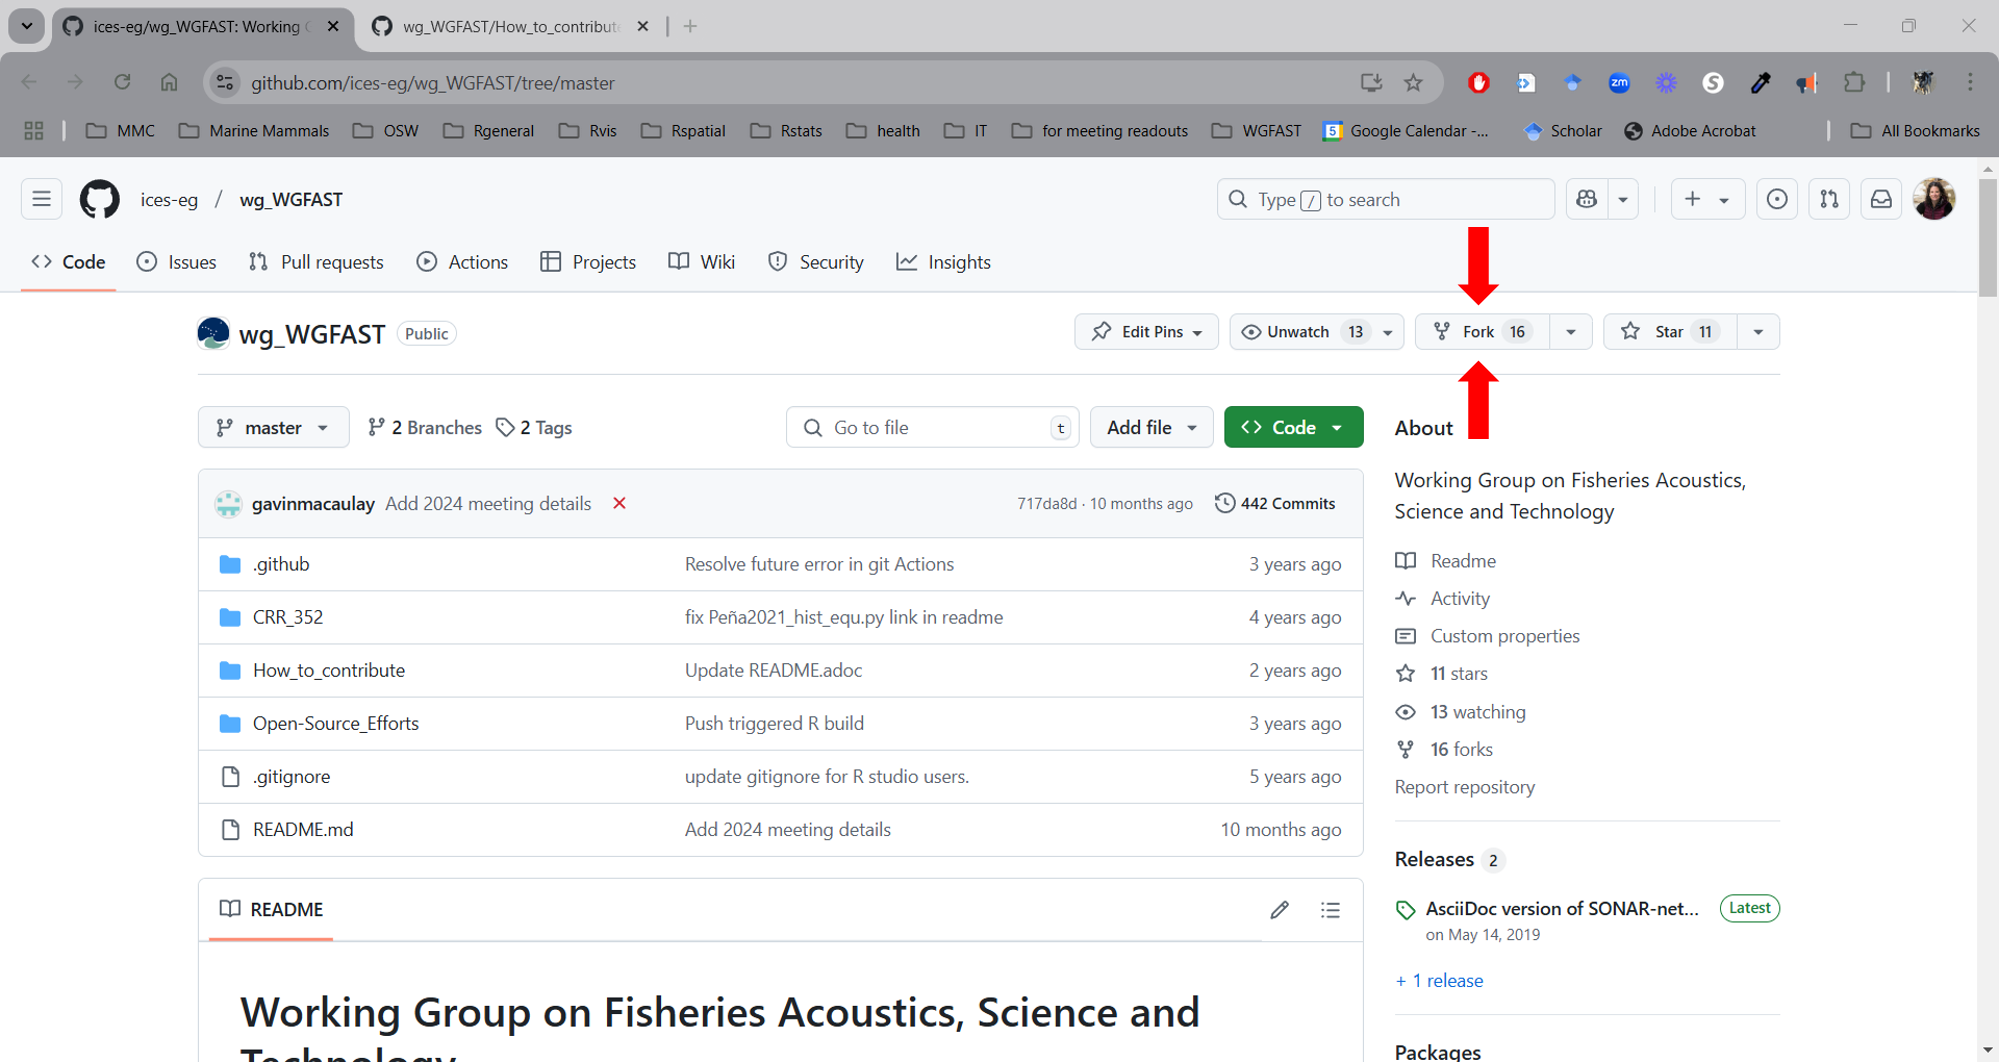 ices-eg/wg_WGFAST: Working
wg_WGFAST/How_to_contribute
github.com/ices-eg/wg_WGFAST/tree/master
zm
S
MMC Marine Mammals OSW Rgeneral Rvis Rspatial Rstats health IT for meeting readouts WGFAST 5 Google Calendar -... Scholar Adobe Acrobat All Bookmarks
ices-eg / wg_WGFAST
Type / to search
Code Issues Pull requests Actions Projects Wiki Security Insights
wg_WGFAST Public
Edit Pins Unwatch 13 Fork 16 Star 11
master 2 Branches 2 Tags
Go to file t Add file Code
About
Working Group on Fisheries Acoustics,
Science and Technology
gavinmacaulay Add 2024 meeting details 717da8d · 10 months ago 442 Commits
.github Resolve future error in git Actions 3 years ago
CRR_352 fix Peña2021_hist_equ.py link in readme 4 years ago
How_to_contribute Update README.adoc 2 years ago
Open-Source_Efforts Push triggered R build 3 years ago
.gitignore update gitignore for R studio users. 5 years ago
README.md Add 2024 meeting details 10 months ago
Readme
Activity
Custom properties
11 stars
13 watching
16 forks
Report repository
Releases 2
AsciiDoc version of SONAR-net... Latest
on May 14, 2019
+ 1 release
Packages
README
Working Group on Fisheries Acoustics, Science and
Technology